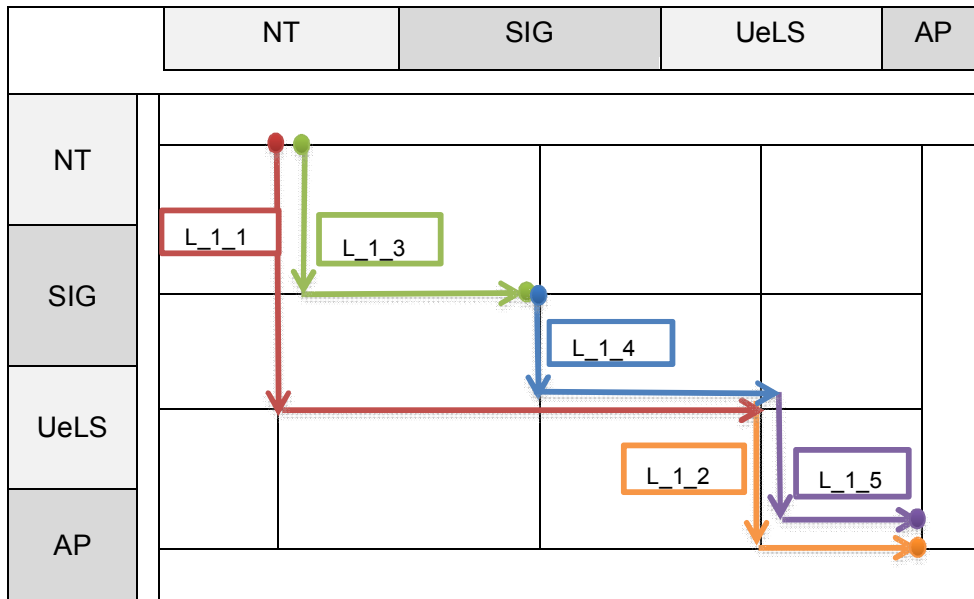 NT SIG UeLS AP
NT
L_1_1 L_1_3
SIG
L_1_4
UeLS
L_1_2 L_1_5
AP